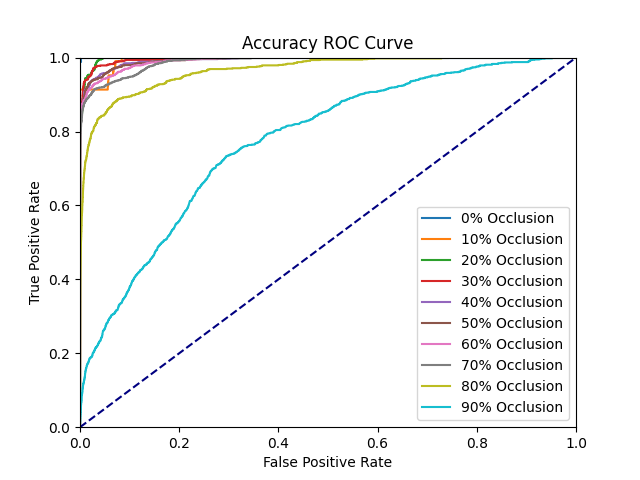 Accuracy ROC Curve
True Positive Rate
1.0
0.8
0.6
0.4
0.2
0.0
0% Occlusion
10% Occlusion
20% Occlusion
30% Occlusion
40% Occlusion
50% Occlusion
60% Occlusion
70% Occlusion
80% Occlusion
90% Occlusion
0.0 0.2 0.4 0.6 0.8 1.0
False Positive Rate